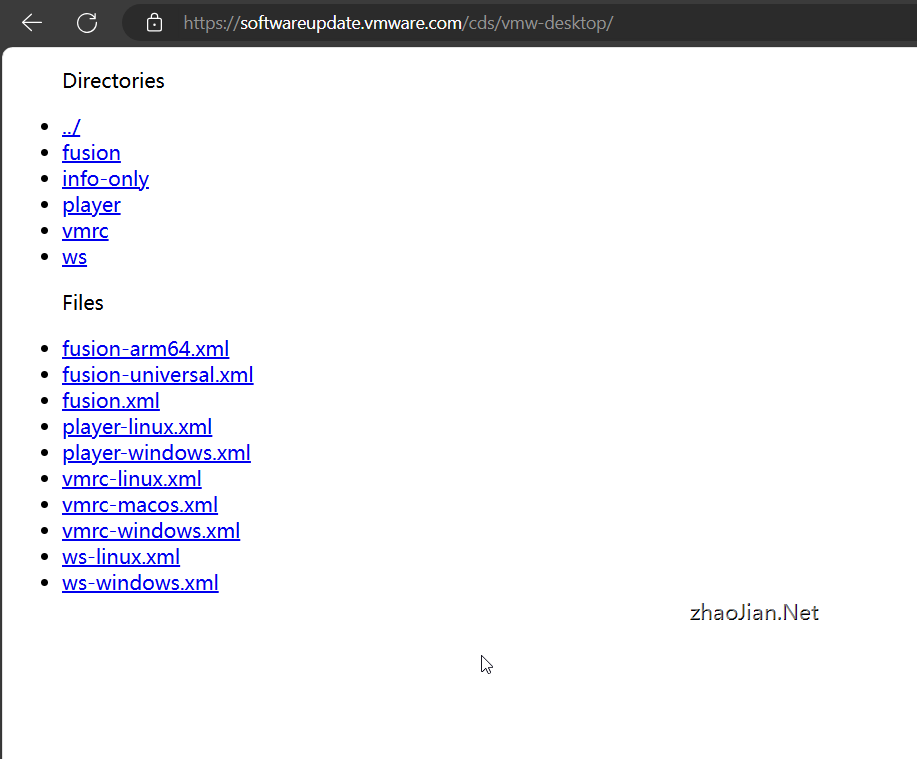 https://softwareupdate.vmware.com/cds/vmw-desktop/
Directories
../
fusion
info-only
player
vmrc
ws
Files
fusion-arm64.xml
fusion-universal.xml
fusion.xml
player-linux.xml
player-windows.xml
vmrc-linux.xml
vmrc-macos.xml
vmrc-windows.xml
ws-linux.xml
ws-windows.xml
zhaoJian.Net